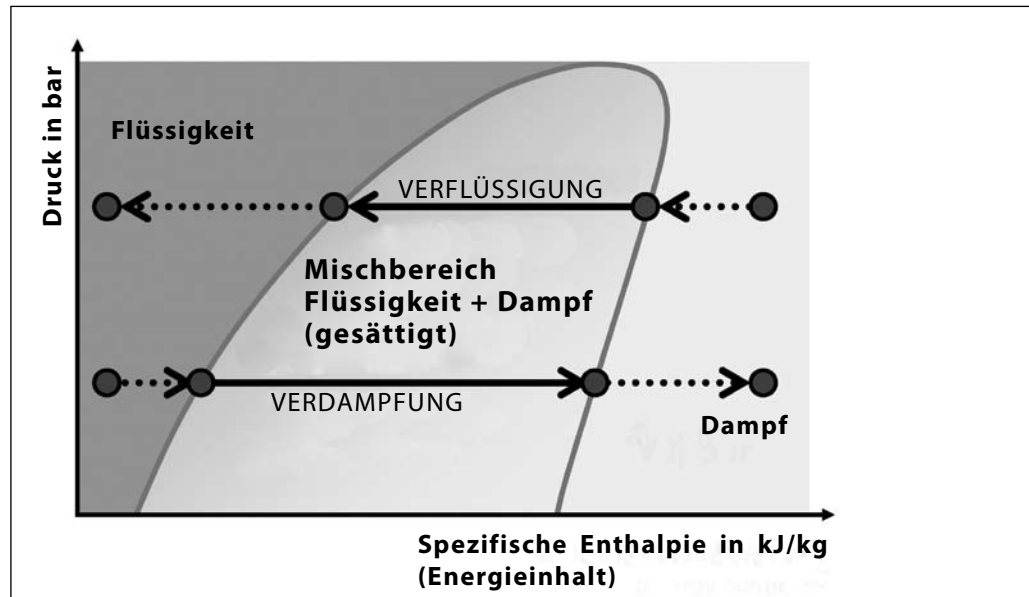 Druck in bar
Flüssigkeit
VERFLÜSSIGUNG
Mischbereich
Flüssigkeit + Dampf
(gesättigt)
VERDAMPFUNG
Dampf
Spezifische Enthalpie in kJ/kg
(Energieinhalt)